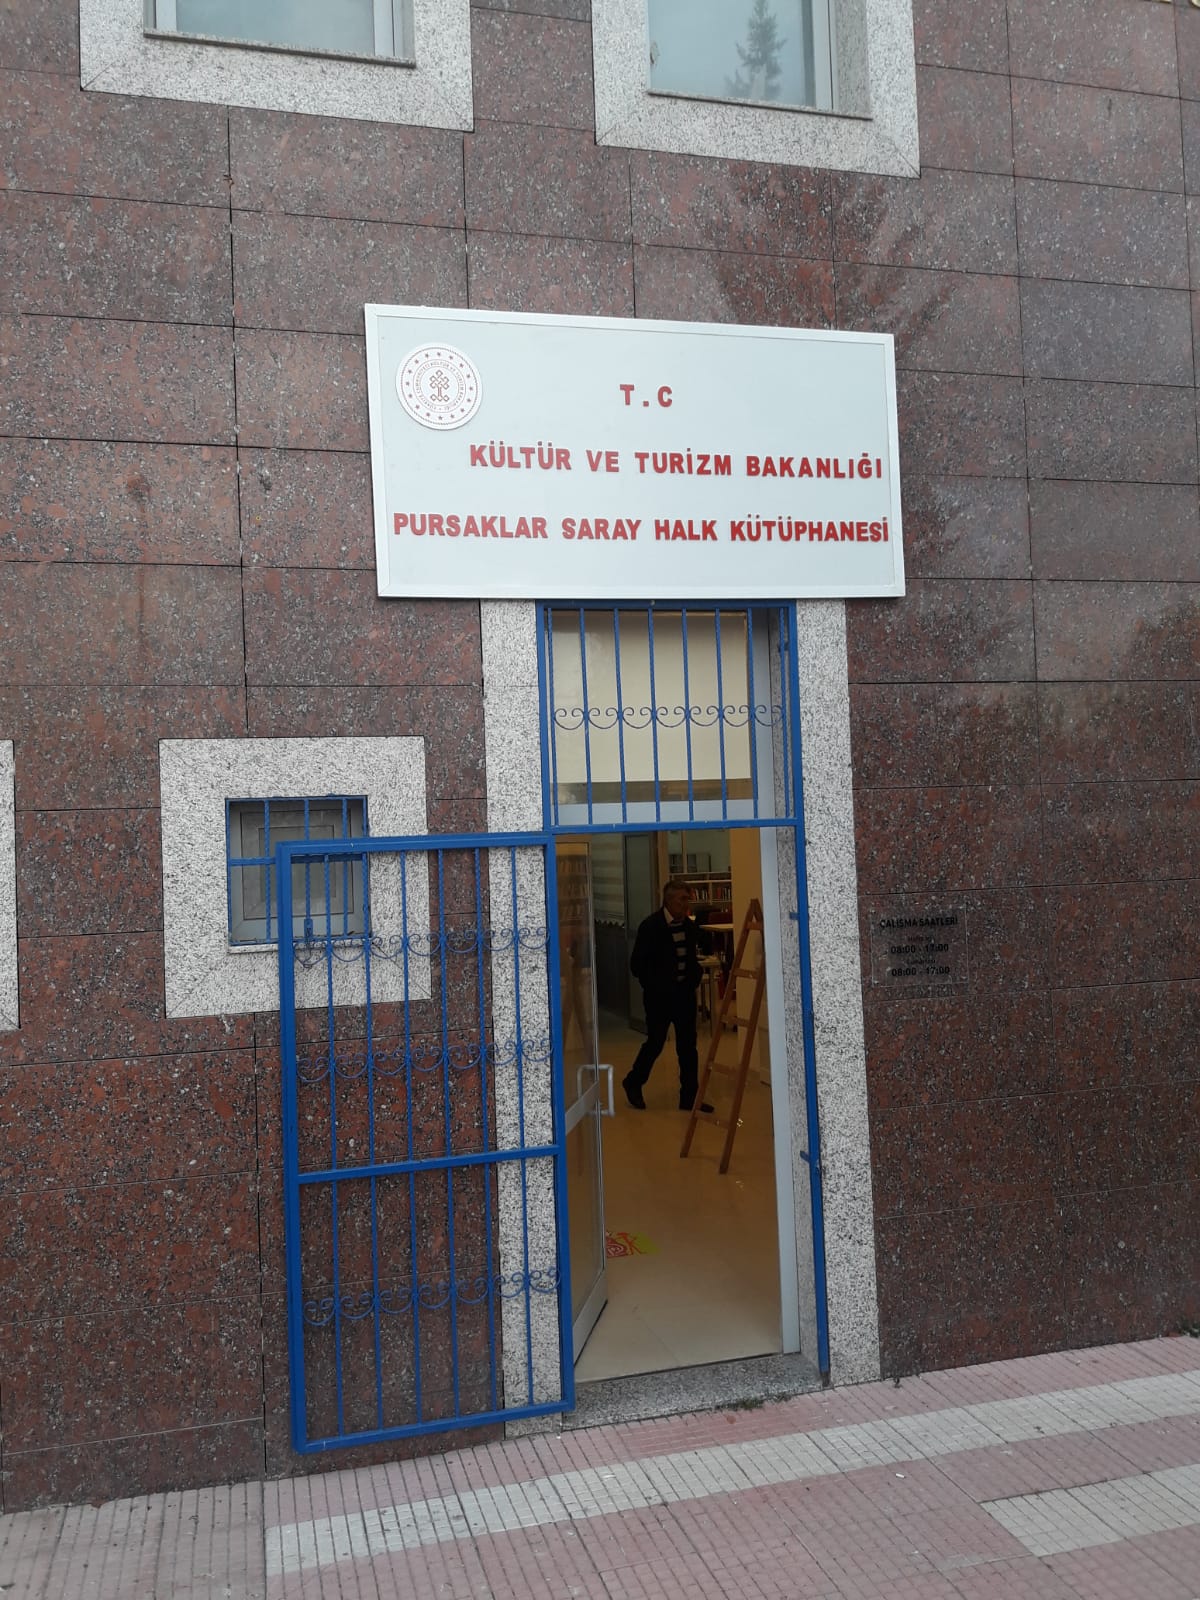 T.C
KÜLTÜR VE TURİZM BAKANLIĞI
PURSAKLAR SARAY HALK KÜTÜPHANESİ
ÇALIŞMA SAATLERİ
08:00 - 17:00
08:00 - 17:00